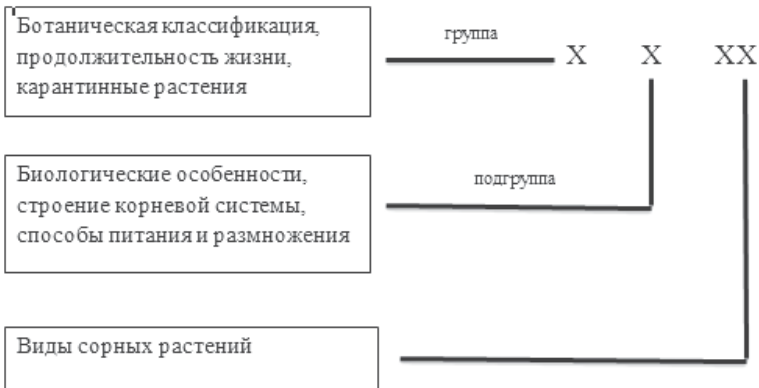 Ботаническая классификация,
продолжительность жизни,
карантинные растения
группа
X X XX
Биологические особенности,
строение корневой системы,
способы питания и размножения
подгруппа
Виды сорных растений